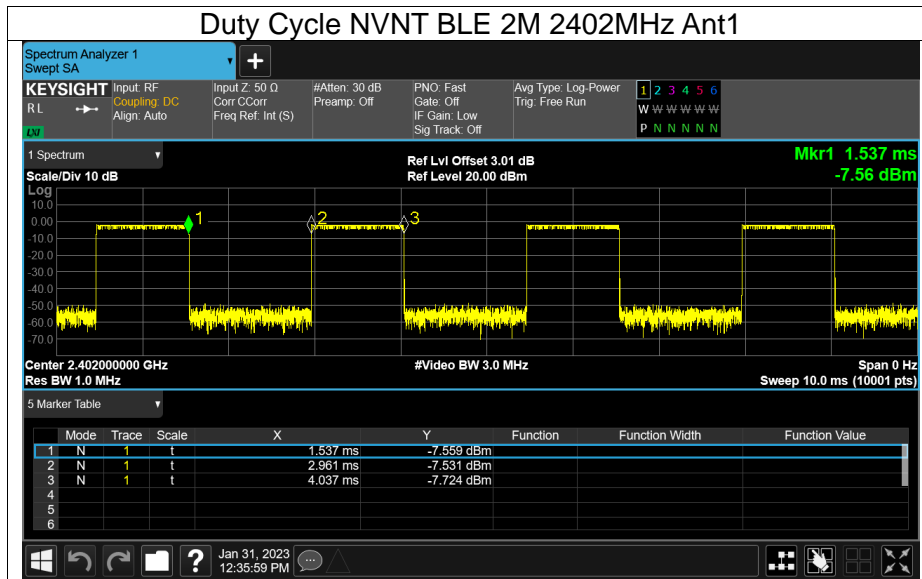 Duty Cycle NVNT BLE 2M 2402MHz Ant1
Spectrum Analyzer 1
Swept SA
KEYSIGHT
R L
LXI
Input: RF
Coupling: DC
Align: Auto
Input Z: 50 Ω
Corr CCorr
Freq Ref: Int (S)
#Atten: 30 dB
Preamp: Off
PNO: Fast
Gate: Off
IF Gain: Low
Sig Track: Off
Avg Type: Log-Power
Trig: Free Run
1 2 3 4 5 6
W W W W W W
P N N N N N
1 Spectrum
Scale/Div 10 dB
Ref Lvl Offset 3.01 dB
Ref Level 20.00 dBm
Mkr1 1.537 ms
-7.56 dBm
Log
10.0
0.00
-10.0
-20.0
-30.0
-40.0
-50.0
-60.0
-70.0
1
2
3
Center 2.402000000 GHz
Res BW 1.0 MHz
#Video BW 3.0 MHz
Span 0 Hz
Sweep 10.0 ms (10001 pts)
5 Marker Table
Mode Trace Scale X Y Function Function Width Function Value
1 N 1 t 1.537 ms -7.559 dBm
2 N 1 t 2.961 ms -7.531 dBm
3 N 1 t 4.037 ms -7.724 dBm
4
5
6
?
Jan 31, 2023
12:35:59 PM